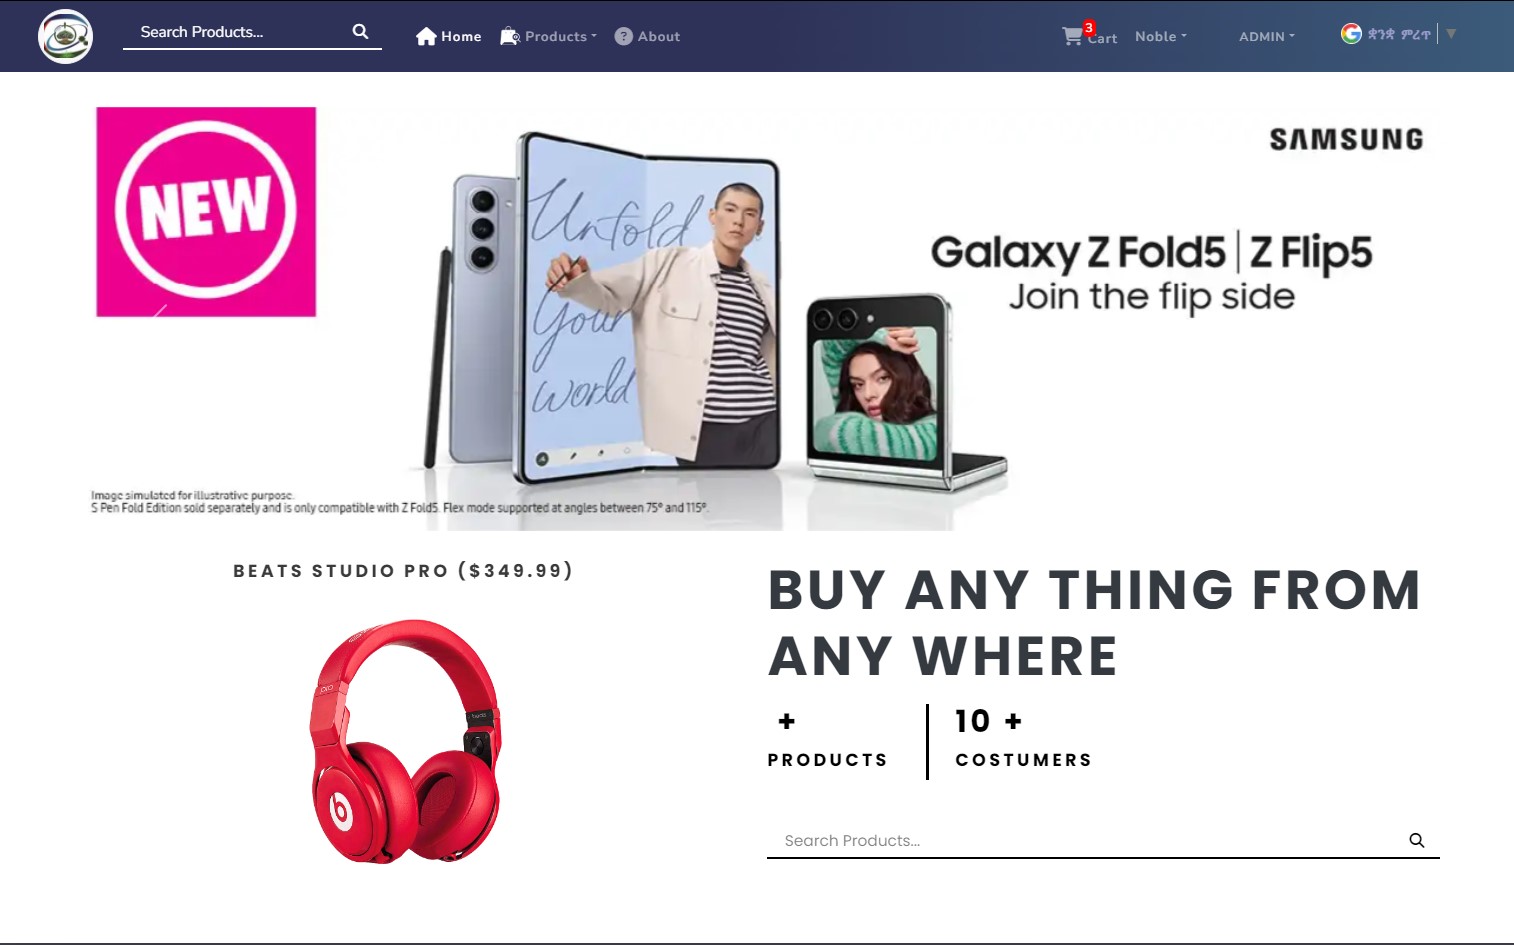 Search Products...
Home
Products
About
3
Cart
Noble
ADMIN
ቋንቋ ምረጥ
NEW
SAMSUNG
Unfold
Your
world
Galaxy Z Fold5 | Z Flip5
Join the flip side
Image simulated for illustrative purpose.
S Pen Fold Edition sold separately and is only compatible with Z Fold5. Flex mode supported at angles between 75° and 115°.
BEATS STUDIO PRO ($349.99)
BUY ANY THING FROM
ANY WHERE
+
PRODUCTS
10 +
COSTUMERS
Search Products...